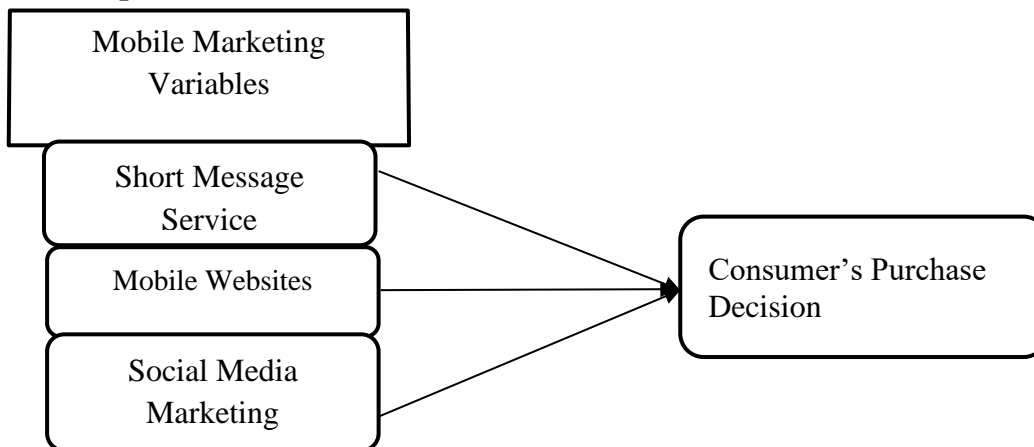 Mobile Marketing
Variables
Short Message
Service
Mobile Websites
Social Media
Marketing
Consumer’s Purchase
Decision